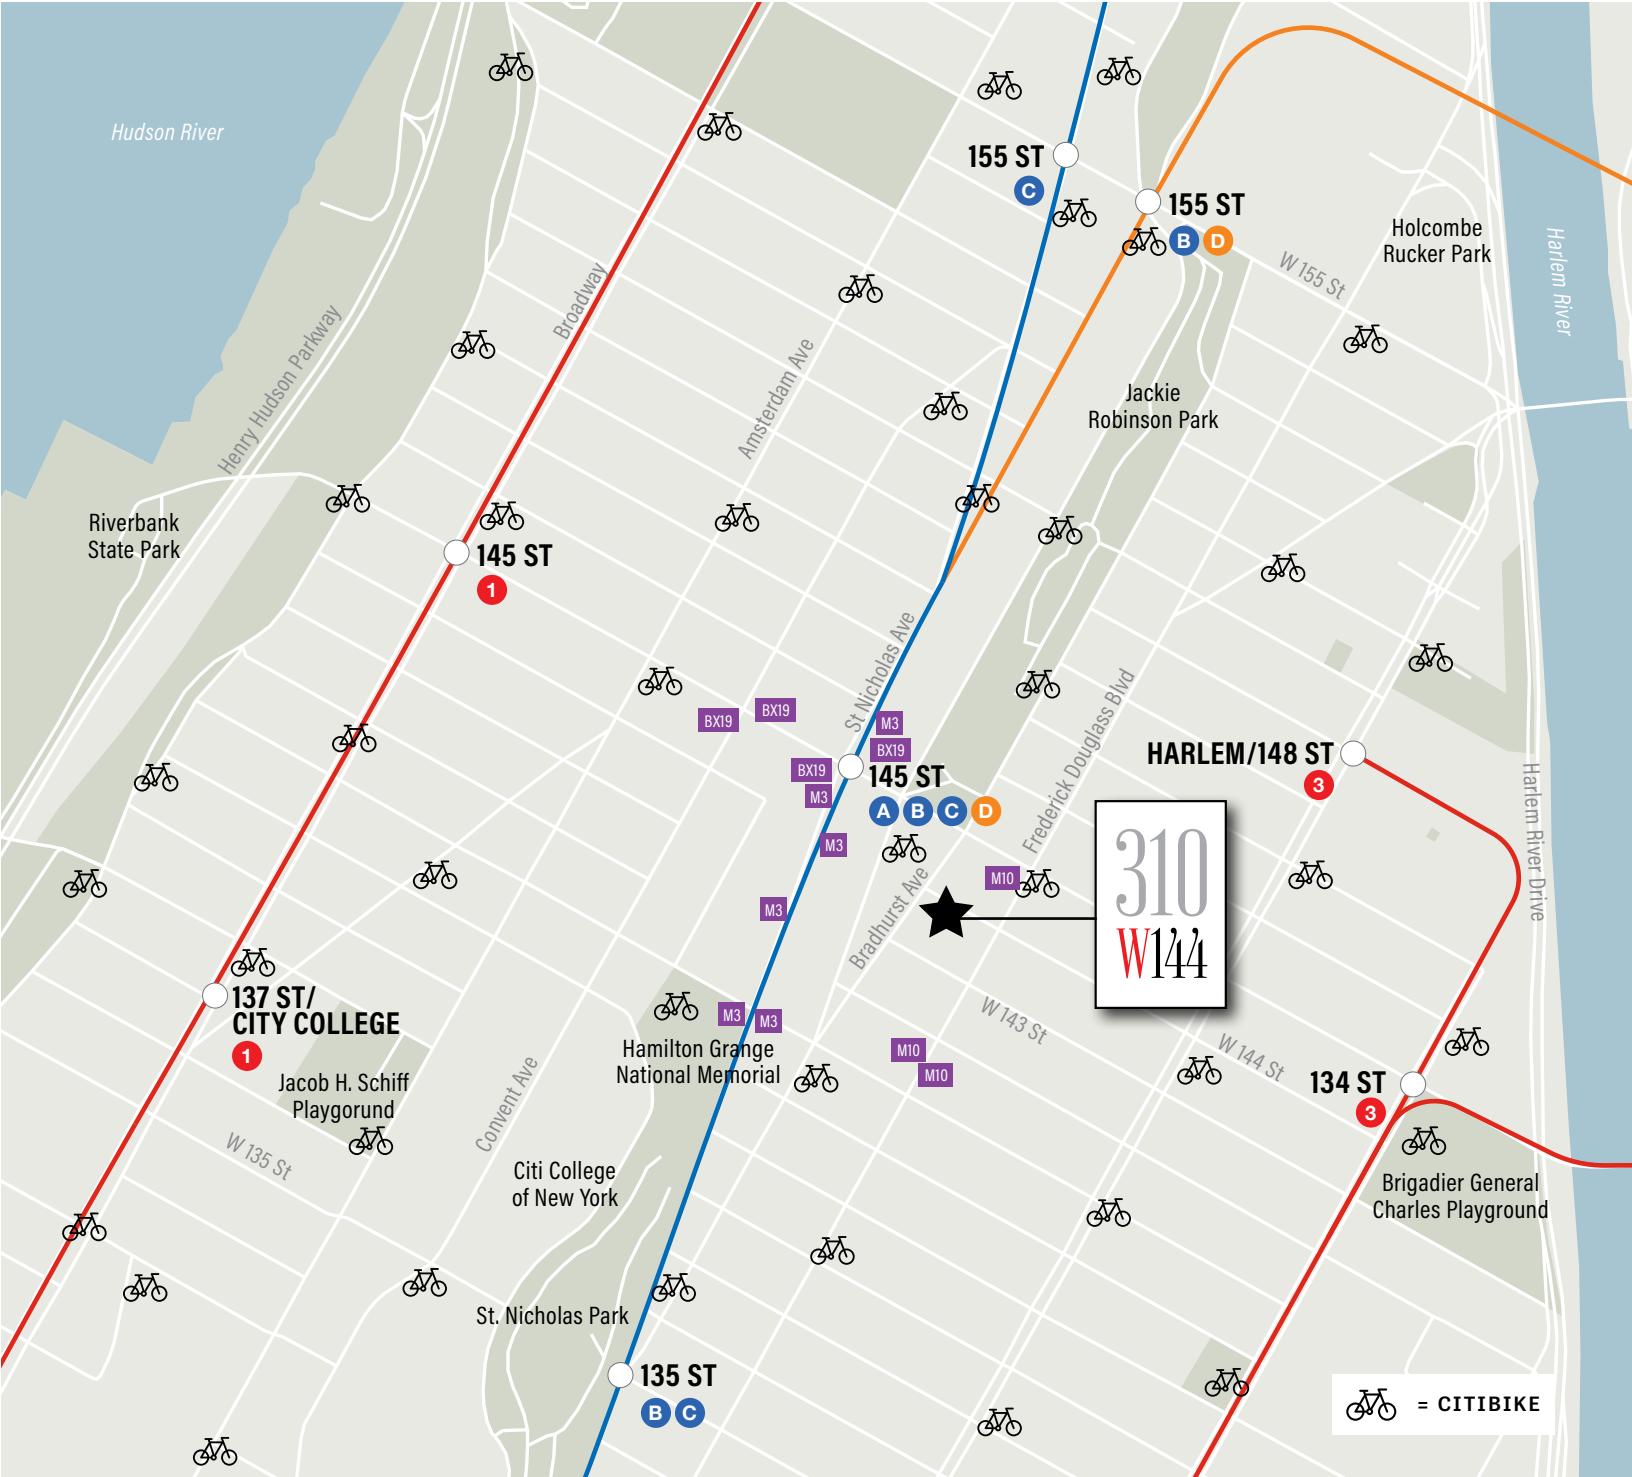 Hudson River
155 ST
C
155 ST
B D
Holcombe
Rucker Park
Harlem River
W 155 St
Broadway
Henry Hudson Parkway
Amsterdam Ave
Jackie
Robinson Park
Riverbank
State Park
145 ST
1
St Nicholas Ave
BX19
BX19
M3
BX19
BX19
M3
145 ST
A B C D
M3
Frederick Douglass Blvd
HARLEM/148 ST
3
Harlem River Drive
310
W144
M10
Bradhurst Ave
M3
137 ST/
CITY COLLEGE
1
M3
M3
Hamilton Grange
National Memorial
W 143 St
W 144 St
M10
M10
Jacob H. Schiff
Playgorund
Convent Ave
134 ST
3
W 135 St
Citi College
of New York
Brigadier General
Charles Playground
St. Nicholas Park
135 ST
B C
= CITIBIKE